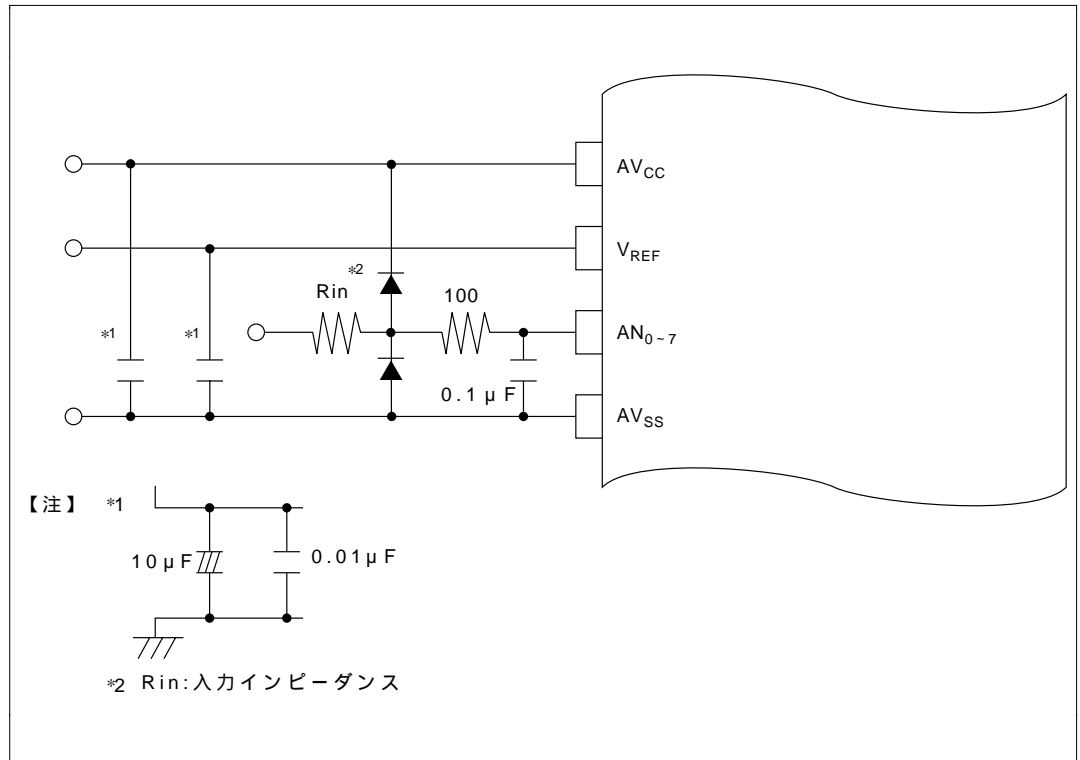 AVCC
VREF
*2
Rin
100
*1
*1
AN0~7
0.1μF
AVSS
【注】 *1
10μF
0.01μF
*2 Rin:入力インピーダンス